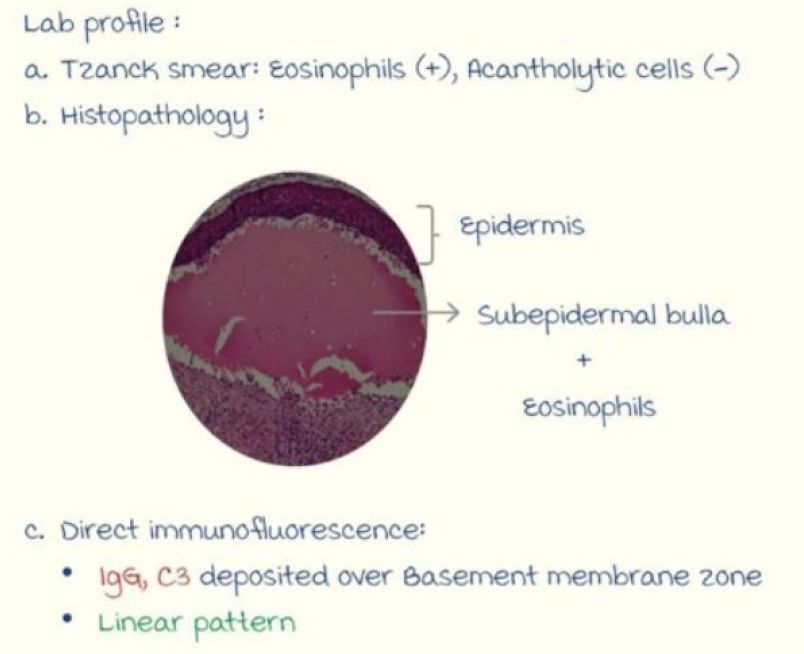 Lab profile :
a. Tzanck smear: Eosinophils (+), Acantholytic cells (-)
b. Histopathology :
Epidermis
Subepidermal bulla
+
Eosinophils
c. Direct immunofluorescence:
• IgG, C3 deposited over Basement membrane zone
• Linear pattern